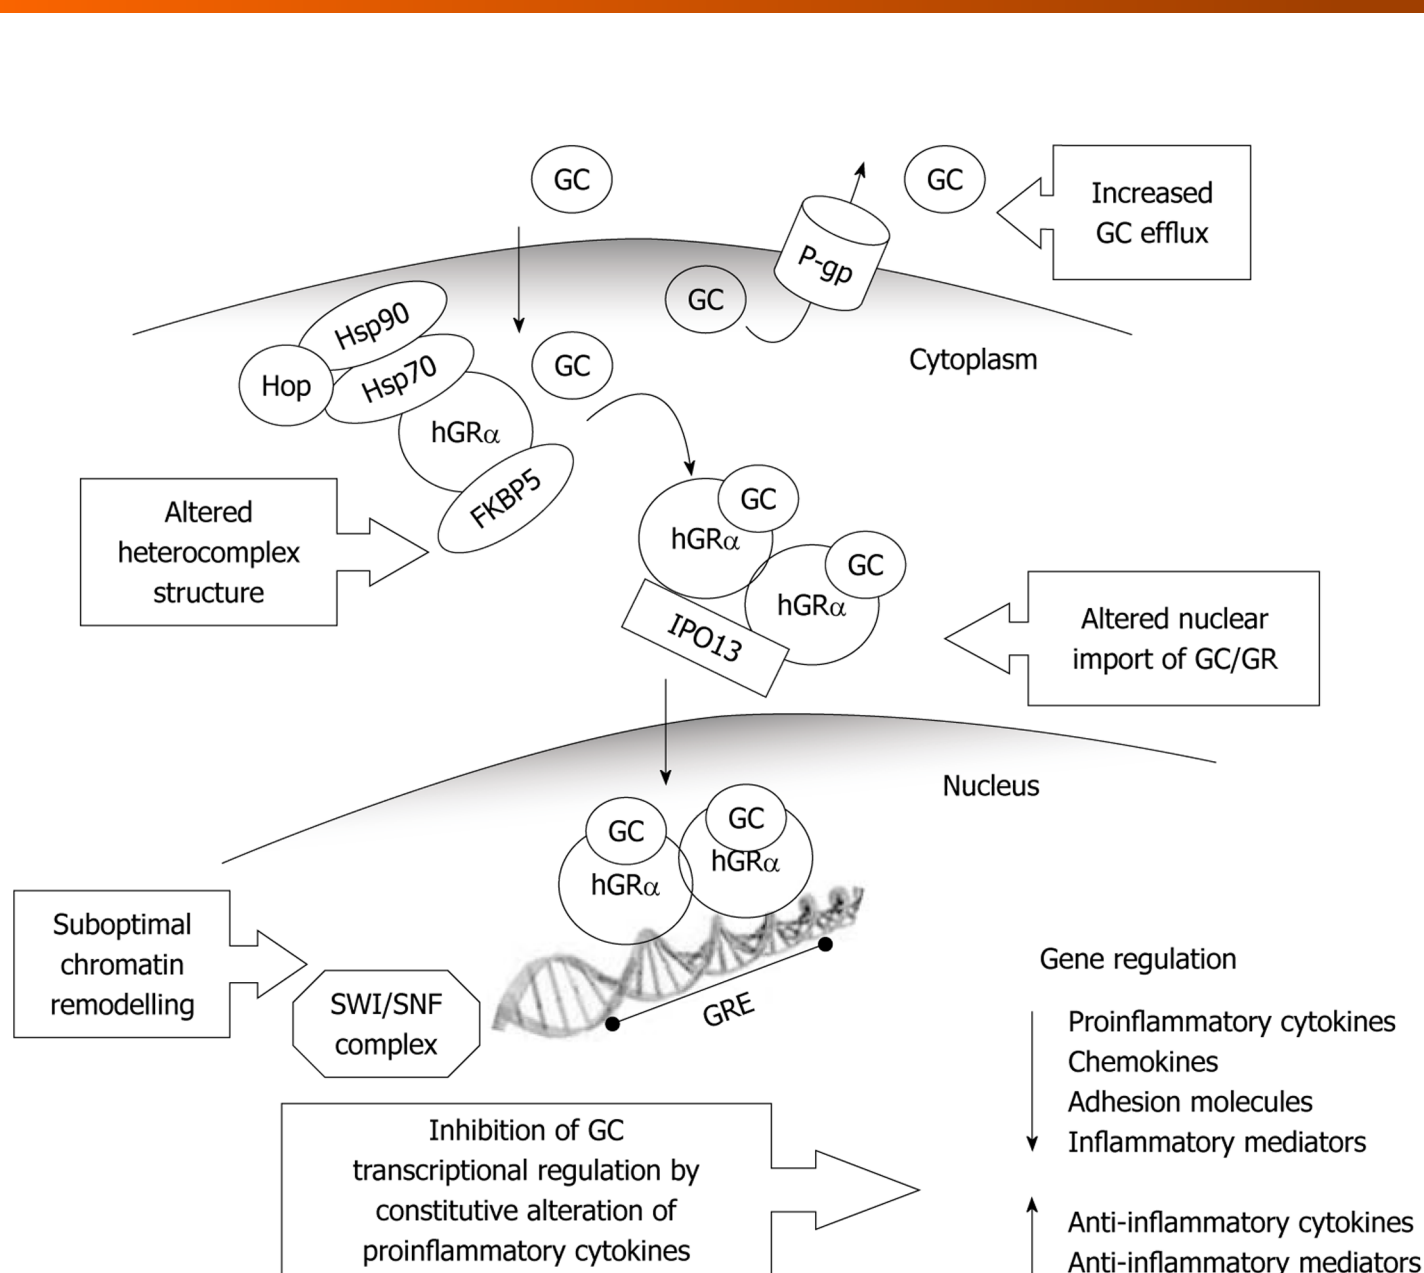 GC
GC
Increased
GC efflux
P-gp
GC
Hsp90
Hop
Hsp70
GC
Cytoplasm
hGRα
FKBP5
Altered
heterocomplex
structure
GC
hGRα
GC
hGRα
IPO13
Altered nuclear
import of GC/GR
Nucleus
GC
hGRα
GC
hGRα
Suboptimal
chromatin
remodelling
SWI/SNF
complex
GRE
Gene regulation
Proinflammatory cytokines
Chemokines
Adhesion molecules
Inflammatory mediators
Inhibition of GC
transcriptional regulation by
constitutive alteration of
proinflammatory cytokines
Anti-inflammatory cytokines
Anti-inflammatory mediators